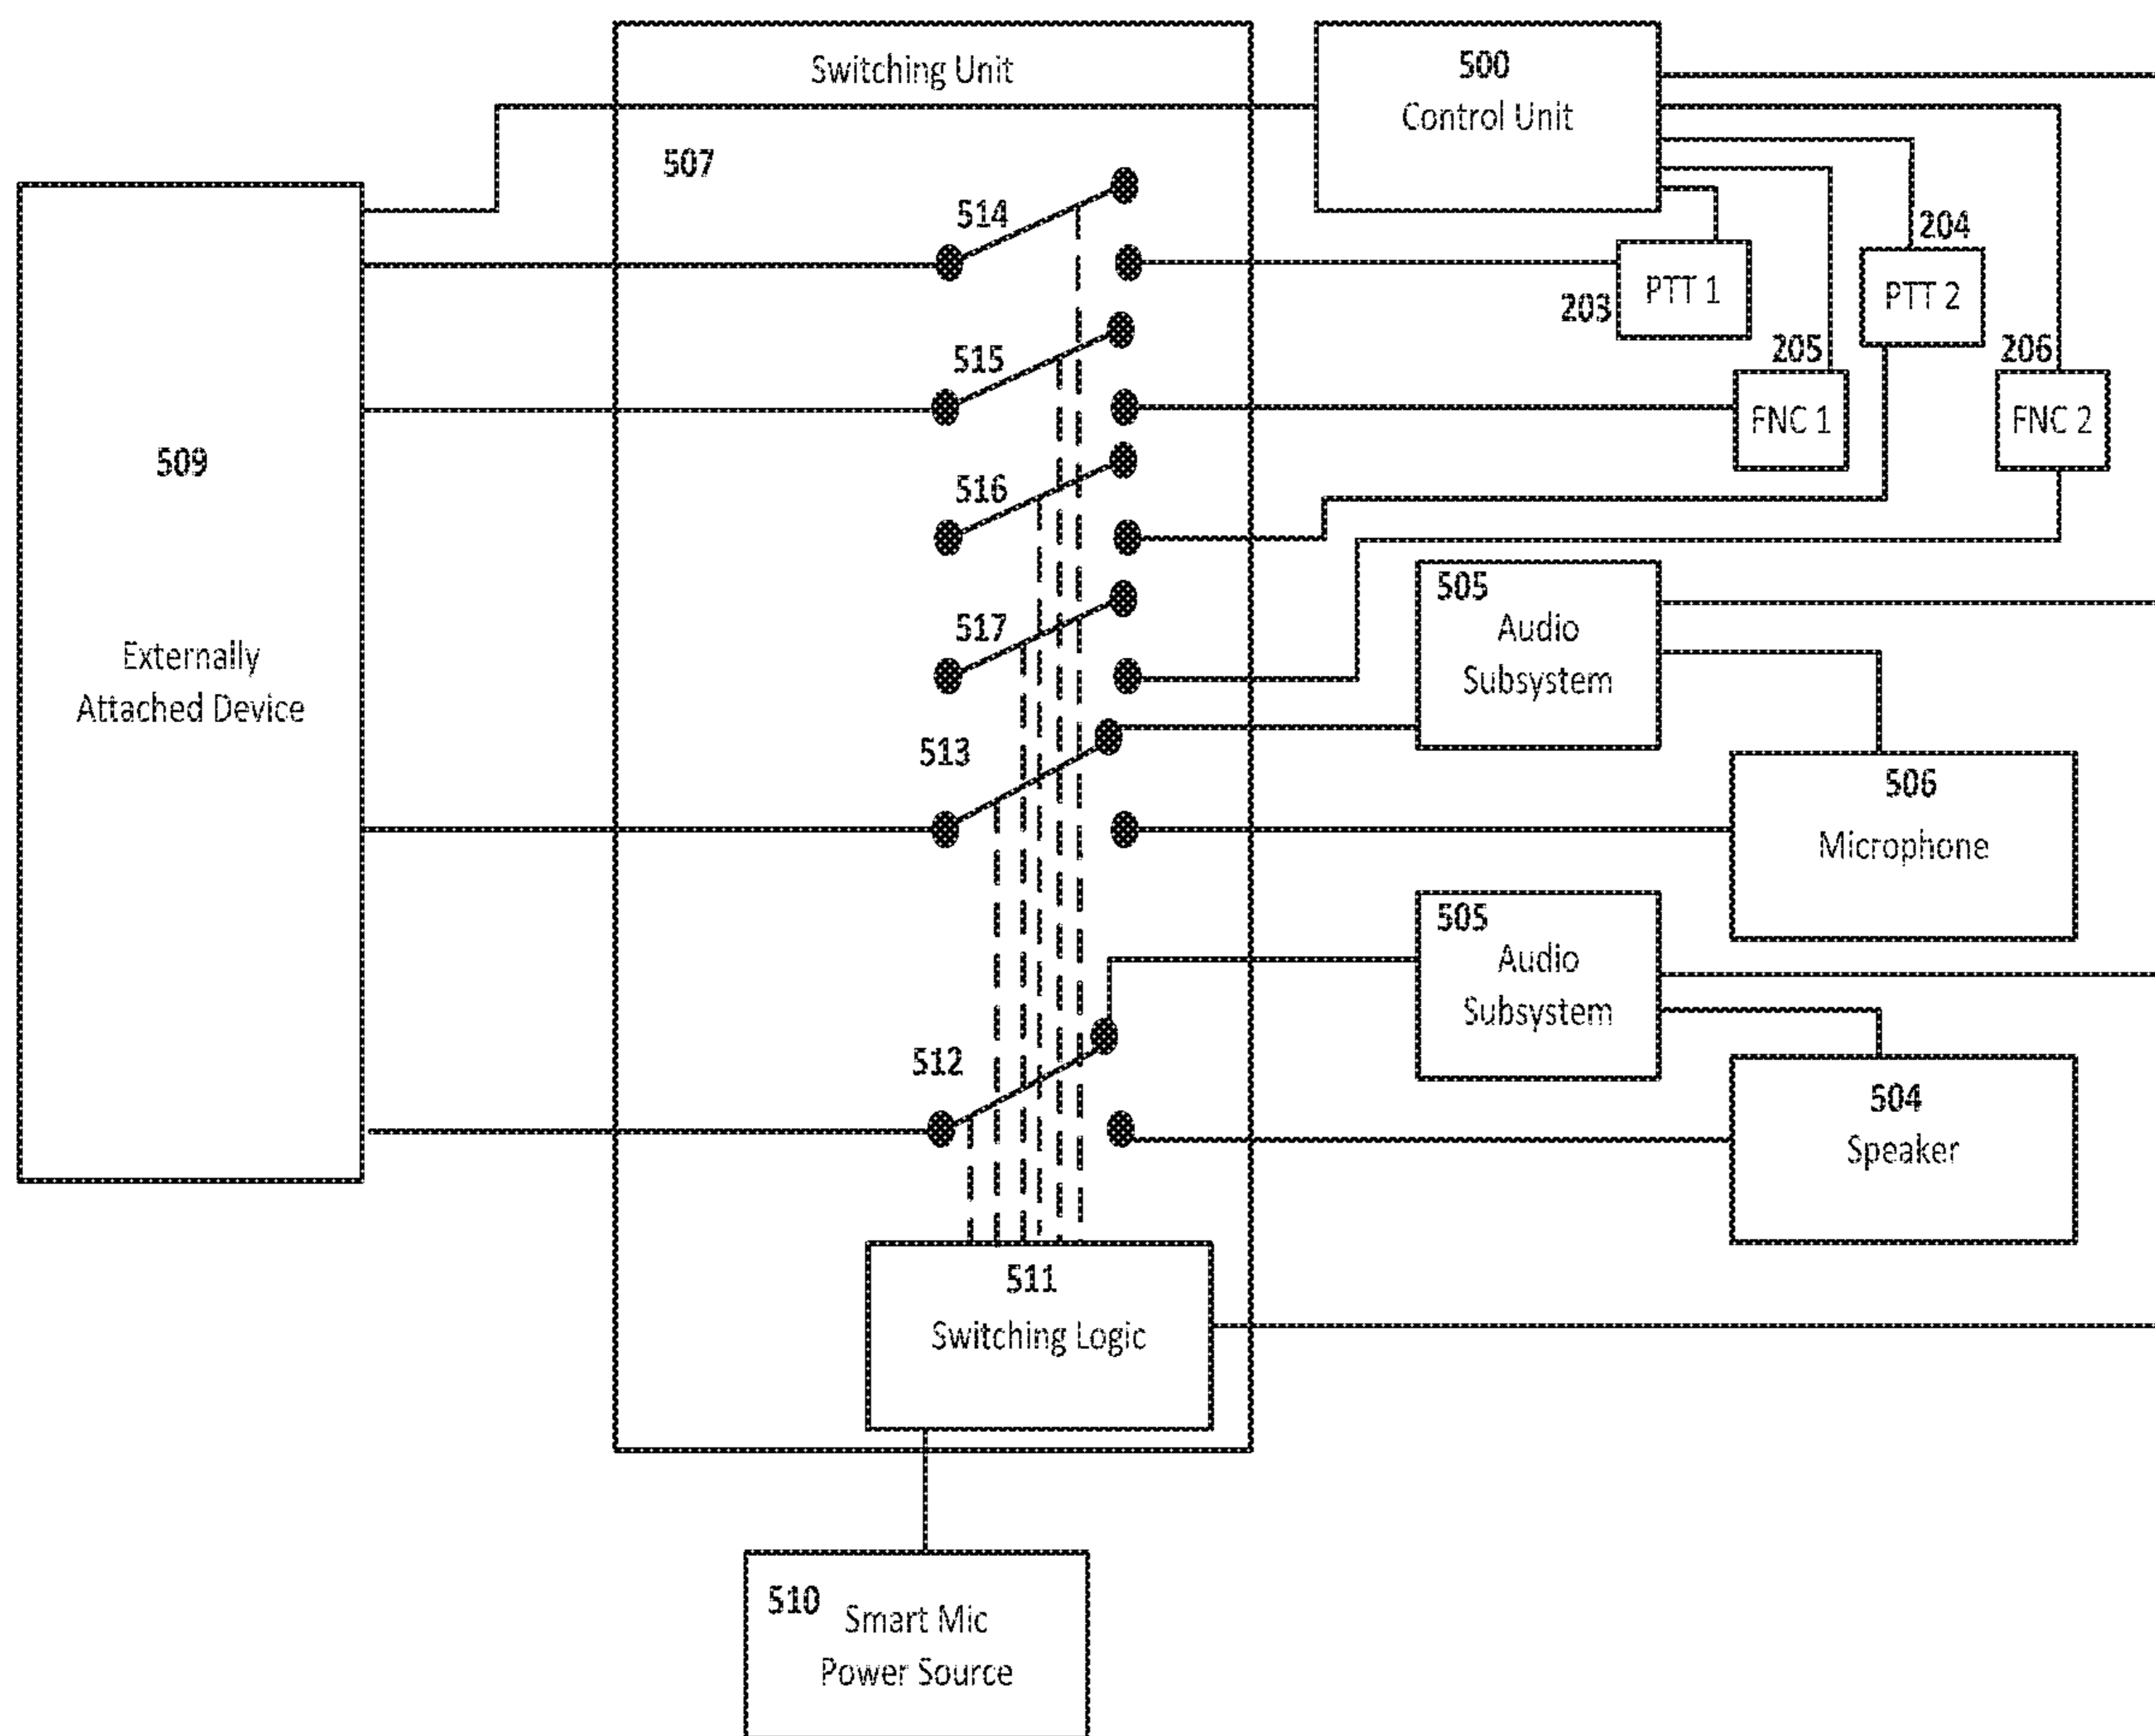 Switching Unit
500
Control Unit
507
514
204
PTT 1
PTT 2
203
515
205
206
FNC 1
FNC 2
509
516
505
Audio
Subsystem
517
Externally
Attached Device
513
506
Microphone
505
Audio
Subsystem
512
504
Speaker
511
Switching Logic
510
Smart Mic
Power Source